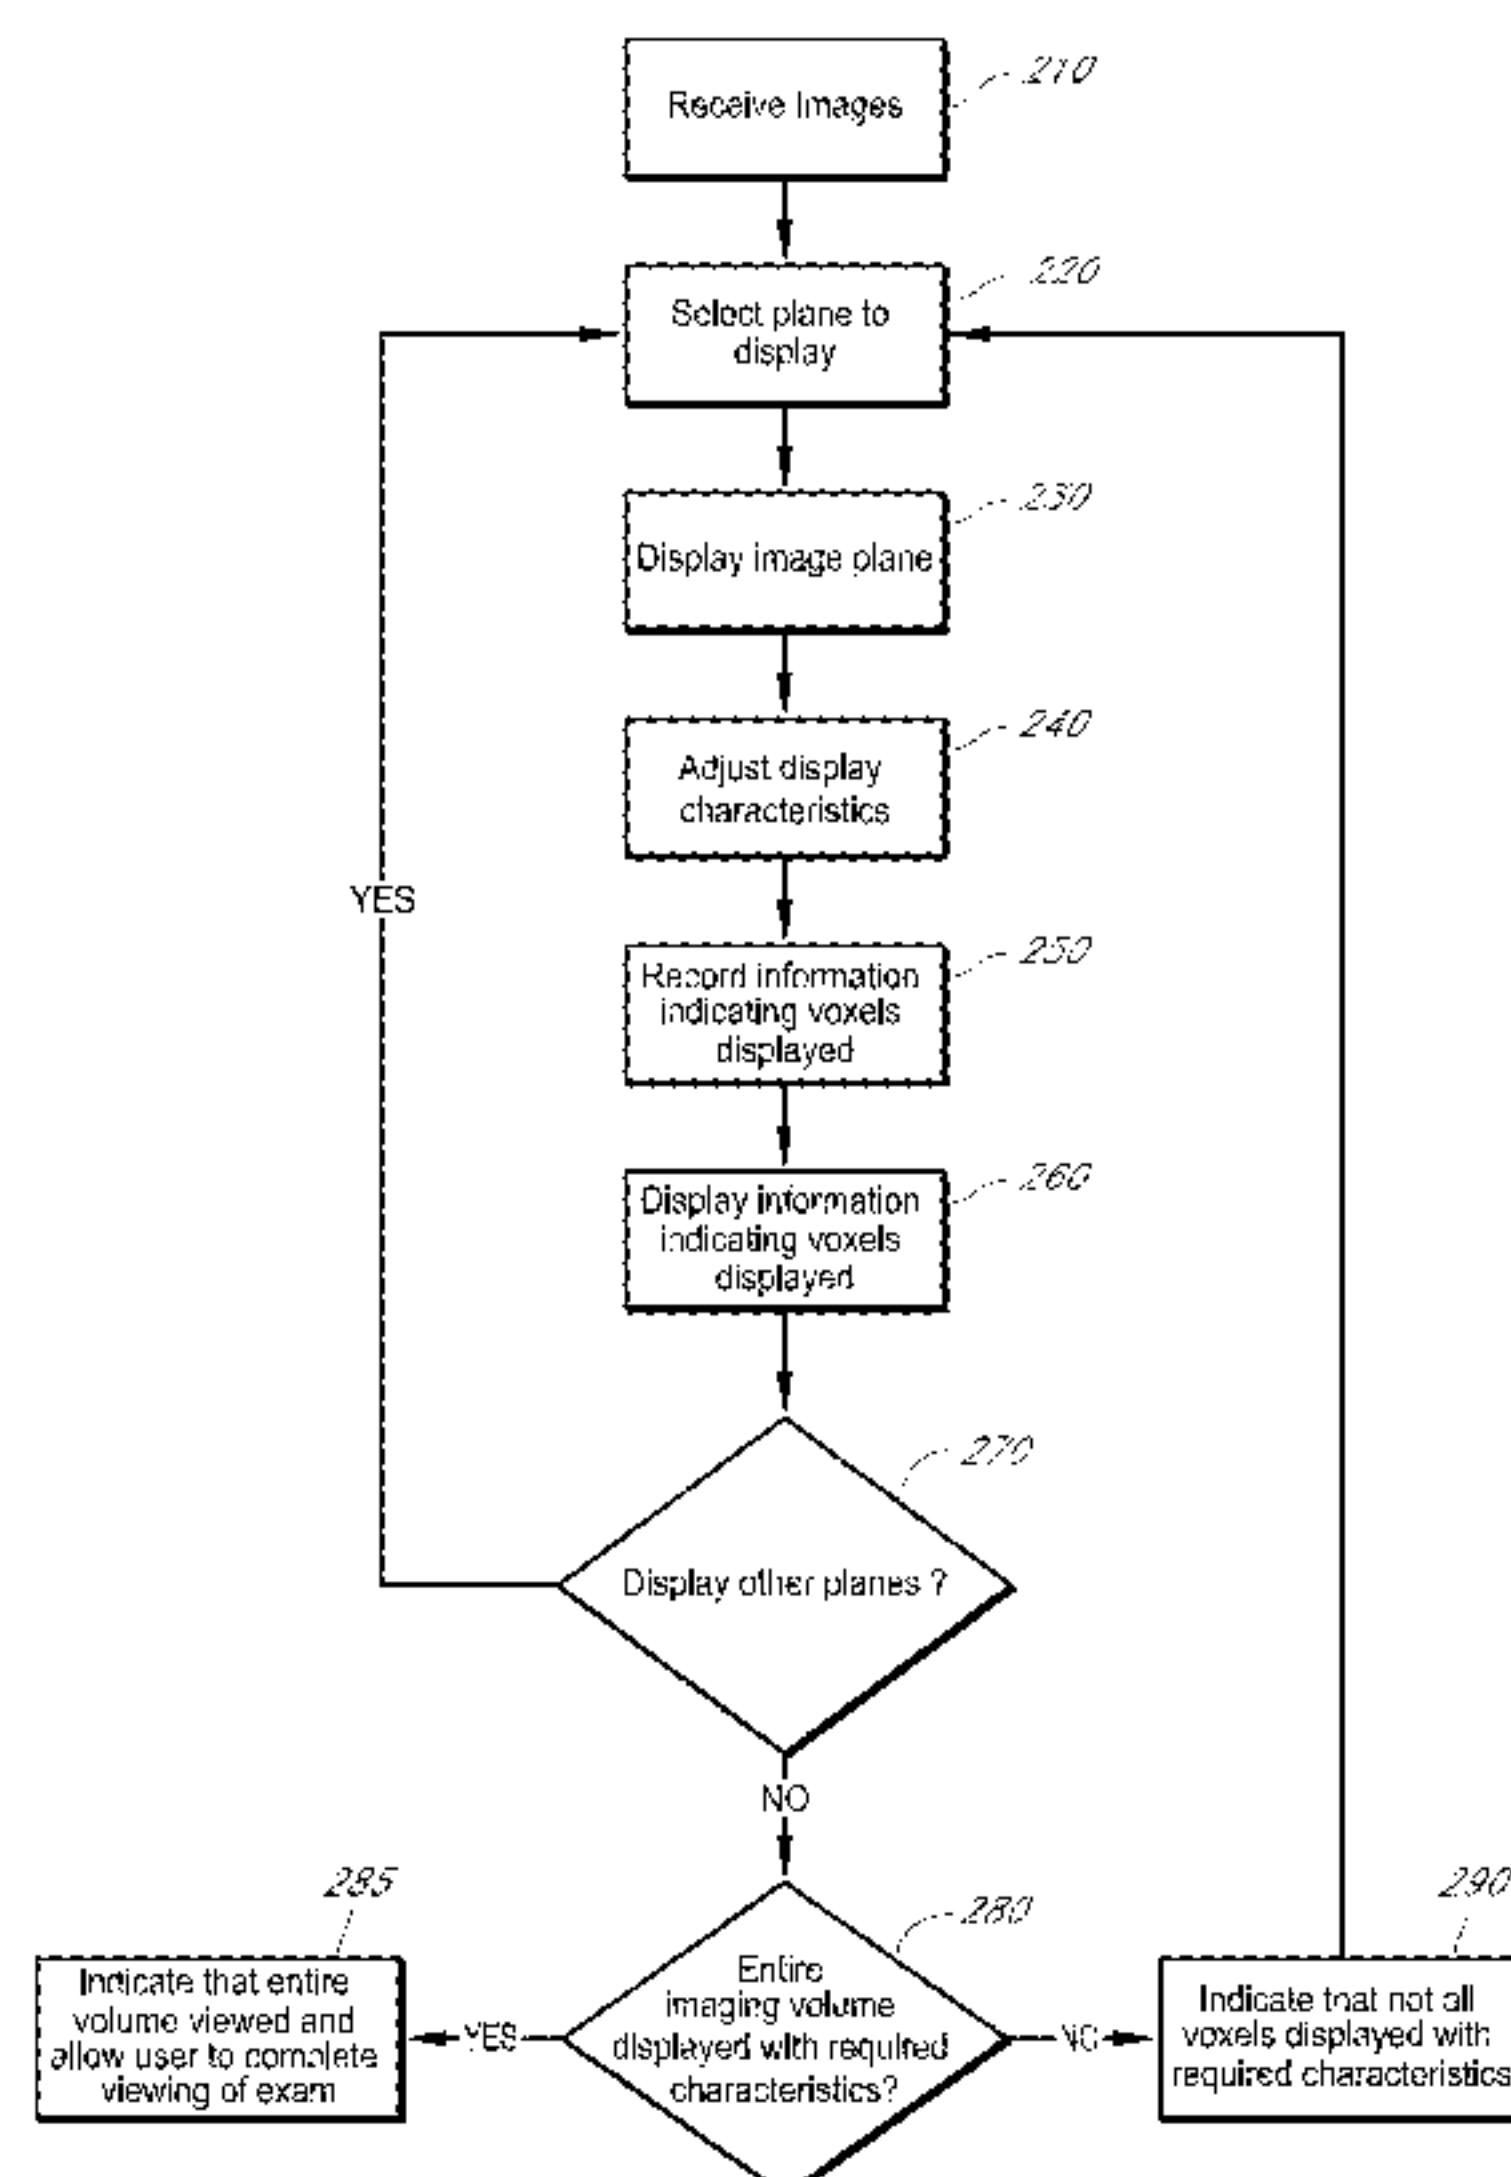 Receive Images
210
Select plane to
display
220
Display image plane
230
Adjust display
characteristics
240
YES
Record information
indicating voxels
displayed
250
Display information
indicating voxels
displayed
260
270
Display other planes ?
NO
285
280
290
Indicate that entire
volume viewed and
allow user to complete
viewing of exam
YES
Entire
imaging volume
displayed with required
characteristics?
NO
Indicate that not all
voxels displayed with
required characteristics